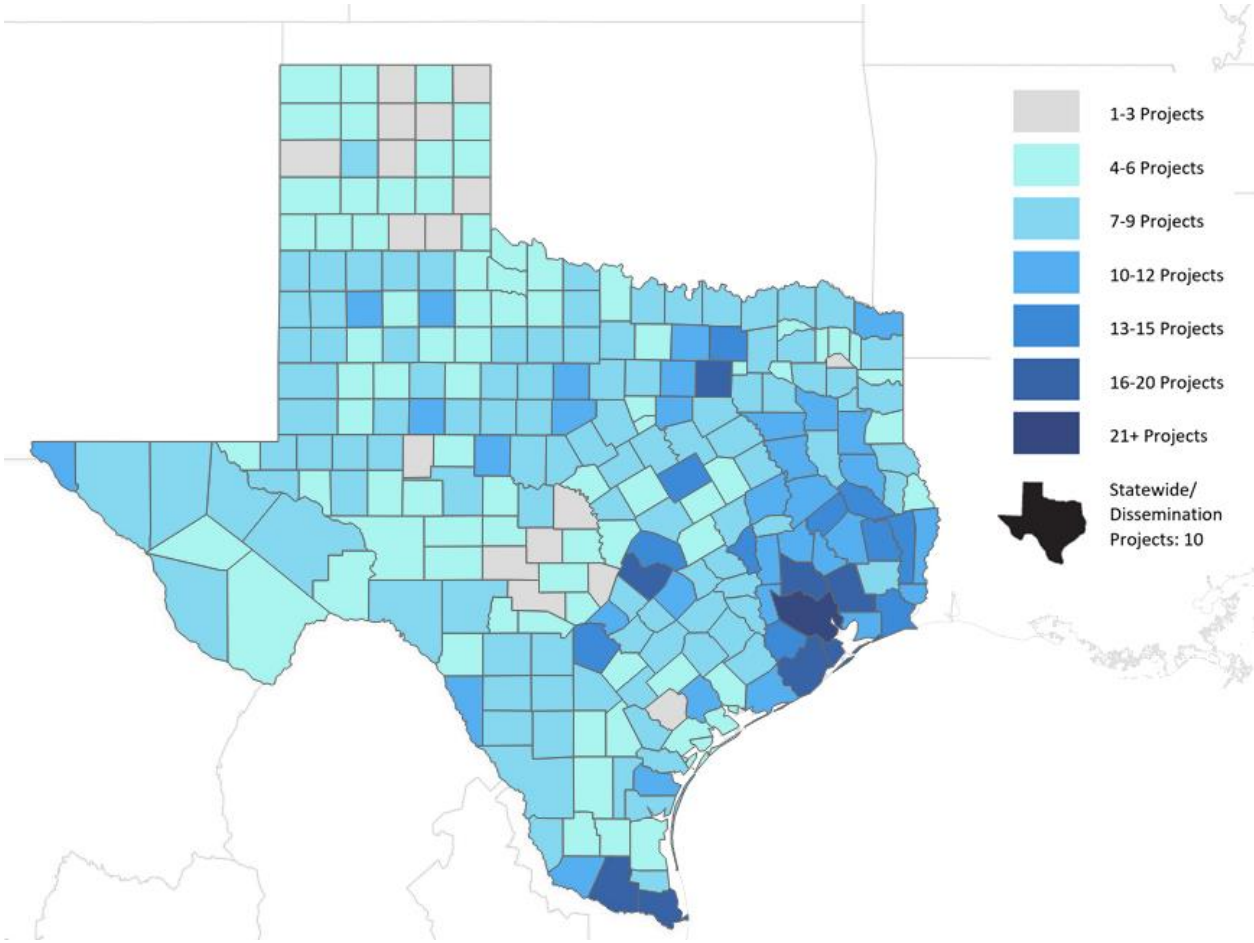 1-3 Projects
4-6 Projects
7-9 Projects
10-12 Projects
13-15 Projects
16-20 Projects
21+ Projects
Statewide/
Dissemination
Projects: 10